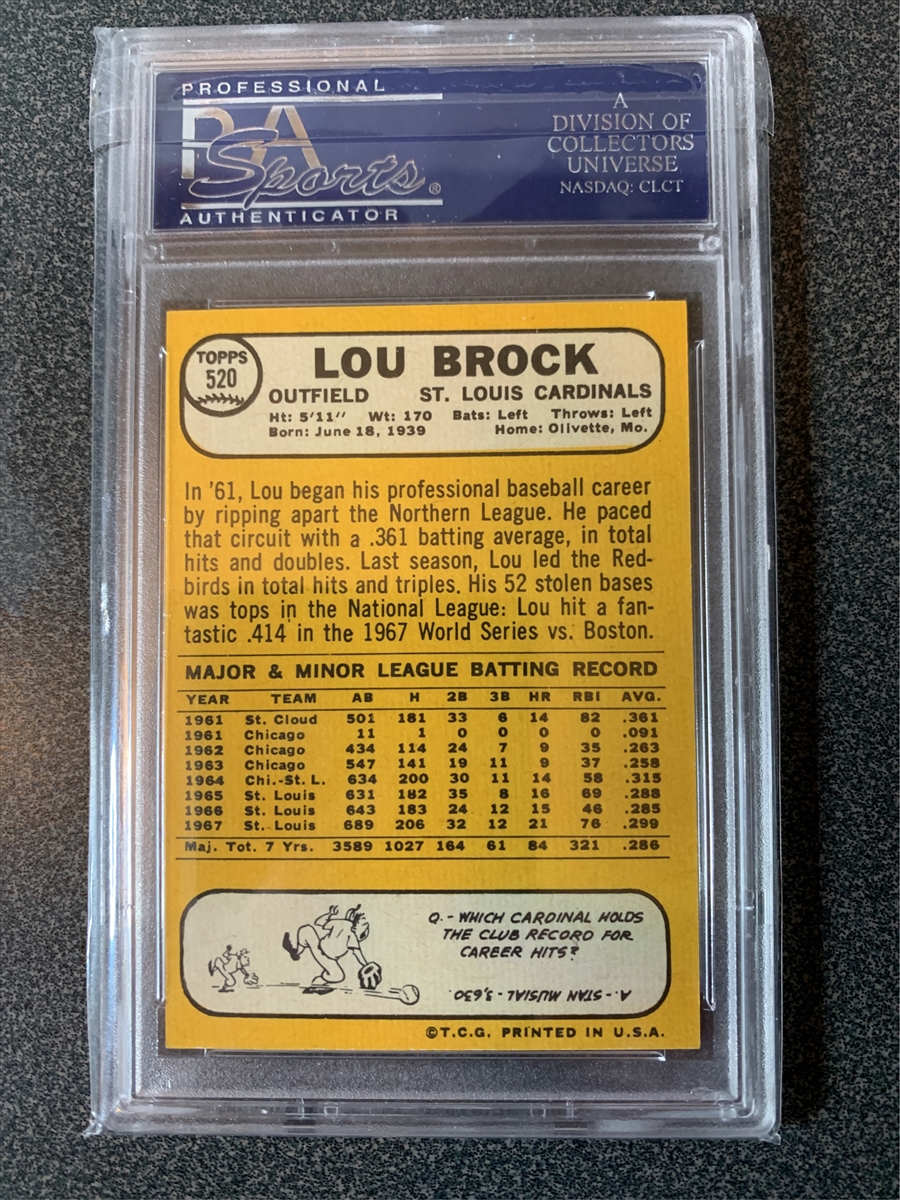 PROFESSIONAL
PSA
Sports®
AUTHENTICATOR
A
DIVISION OF
COLLECTORS
UNIVERSE
NASDAQ: CLCT
TOPPS
520
LOU BROCK
OUTFIELD ST. LOUIS CARDINALS
Ht: 5'11" Wt: 170 Bats: Left Throws: Left
Born: June 18, 1939 Home: Olivette, Mo.
In '61, Lou began his professional baseball career
by ripping apart the Northern League. He paced
that circuit with a .361 batting average, in total
hits and doubles. Last season, Lou led the Red-
birds in total hits and triples. His 52 stolen bases
was tops in the National League: Lou hit a fan-
tastic .414 in the 1967 World Series vs. Boston.
MAJOR & MINOR LEAGUE BATTING RECORD
YEAR TEAM AB H 2B 3B HR RBI AVG.
1961 St. Cloud 501 181 33 6 14 82 .361
1961 Chicago 11 1 0 0 0 0 .091
1962 Chicago 434 114 24 7 9 35 .263
1963 Chicago 547 141 19 11 9 37 .258
1964 Chi.-St. L. 634 200 30 11 14 58 .315
1965 St. Louis 631 182 35 8 16 69 .288
1966 St. Louis 643 183 24 12 15 46 .285
1967 St. Louis 689 206 32 12 21 76 .299
Maj. Tot. 7 Yrs. 3589 1027 164 61 84 321 .286
Q.- WHICH CARDINAL HOLDS
THE CLUB RECORD FOR
CAREER HITS?
A.- STAN MUSIAL - 3,630.
©T.C.G. PRINTED IN U.S.A.